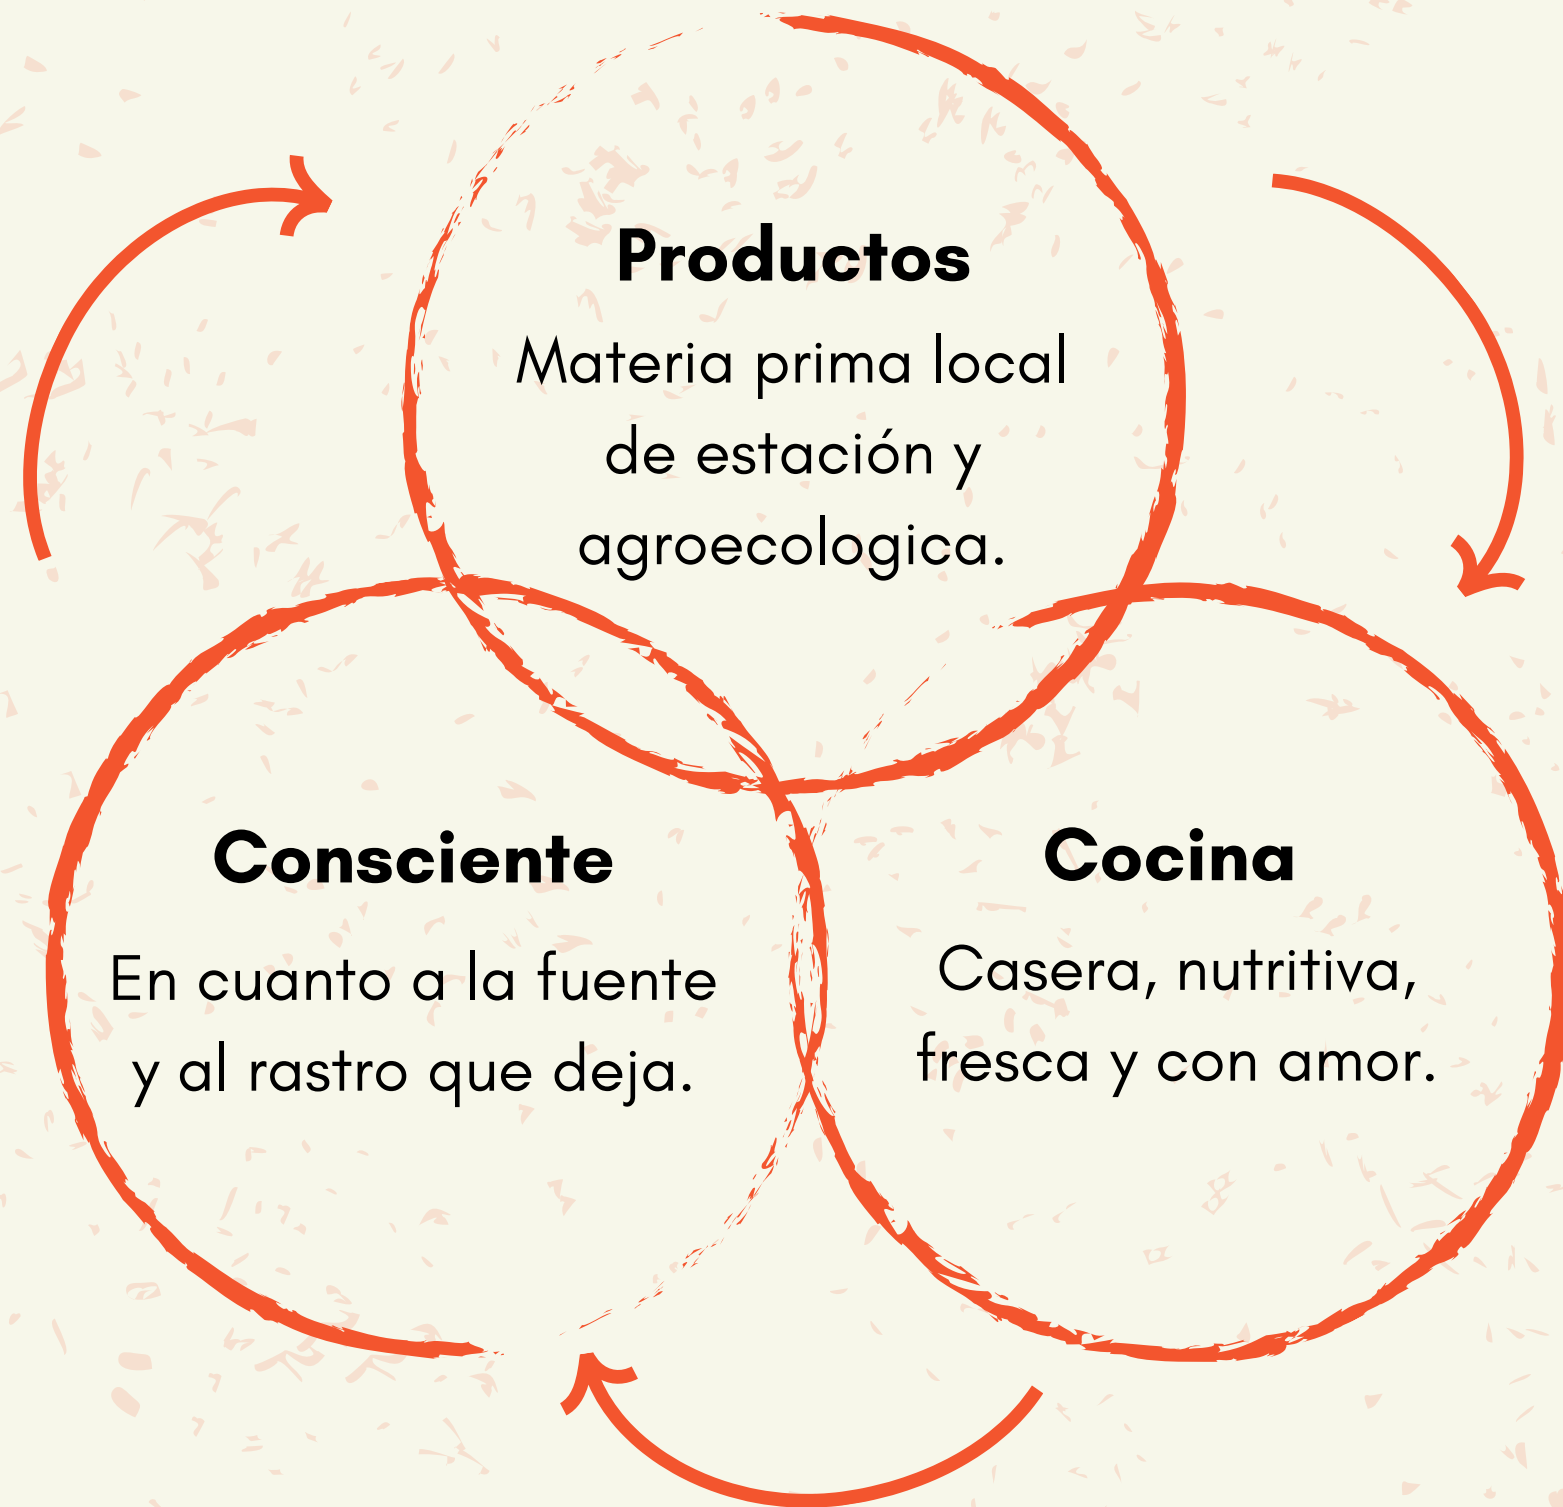 Productos
Materia prima local
de estación y
agroecologica.
Consciente
En cuanto a la fuente
y al rastro que deja.
Cocina
Casera, nutritiva,
fresca y con amor.